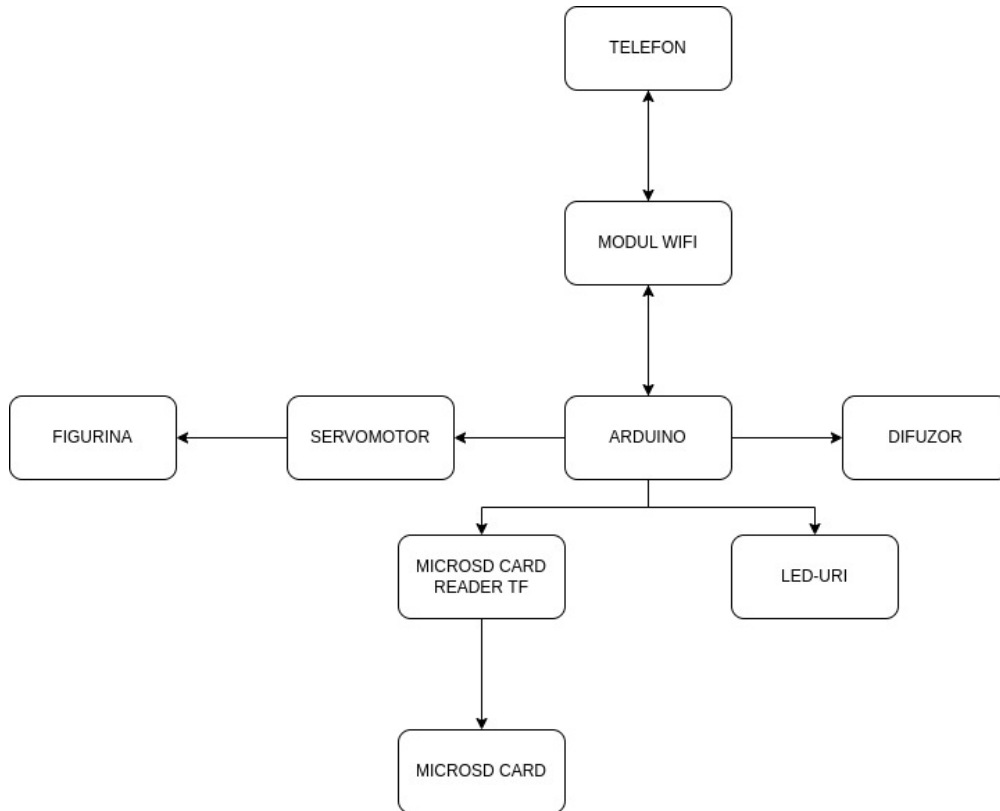 TELEFON
MODUL WIFI
FIGURINA
SERVOMOTOR
ARDUINO
DIFUZOR
MICROSD CARD
READER TF
LED-URI
MICROSD CARD